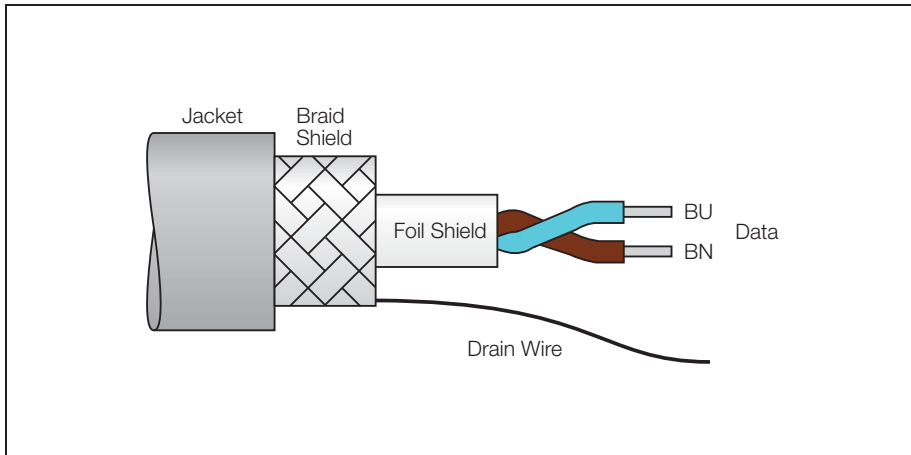 Jacket
Braid
Shield
Foil Shield
BU
BN
Data
Drain Wire